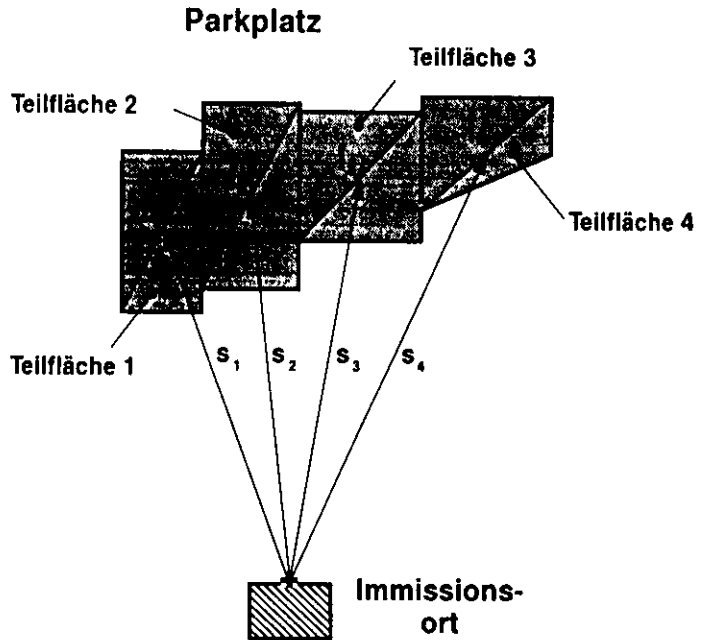 Parkplatz
Teilfläche 3
Teilfläche 2
Teilfläche 4
Teilfläche 1
S₁ S₂ S₃ S₄
Immissions-
ort